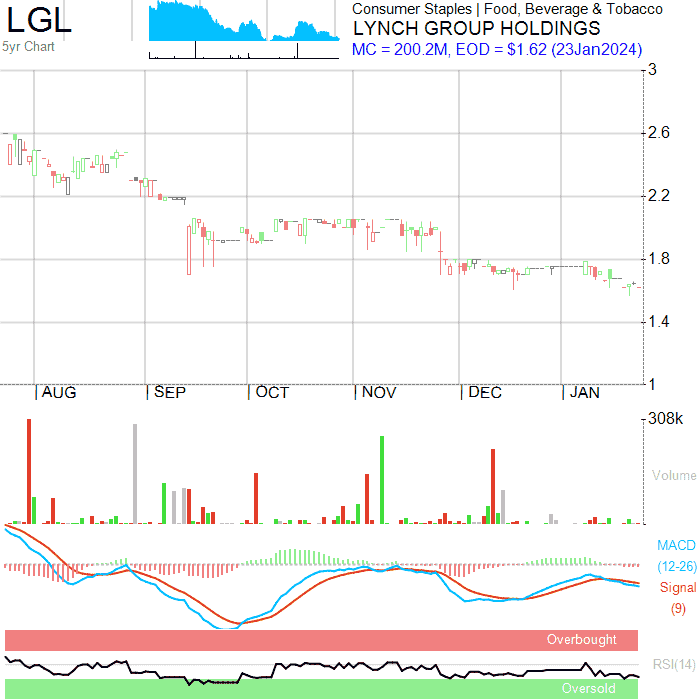 LGL
5yr Chart
Consumer Staples | Food, Beverage & Tobacco
LYNCH GROUP HOLDINGS
MC = 200.2M, EOD = $1.62 (23Jan2024)
3
2.6
2.2
1.8
1.4
1
|AUG |SEP |OCT |NOV |DEC |JAN
308k
Volume
MACD
(12-26)
Signal
(9)
Overbought
RSI(14)
Oversold